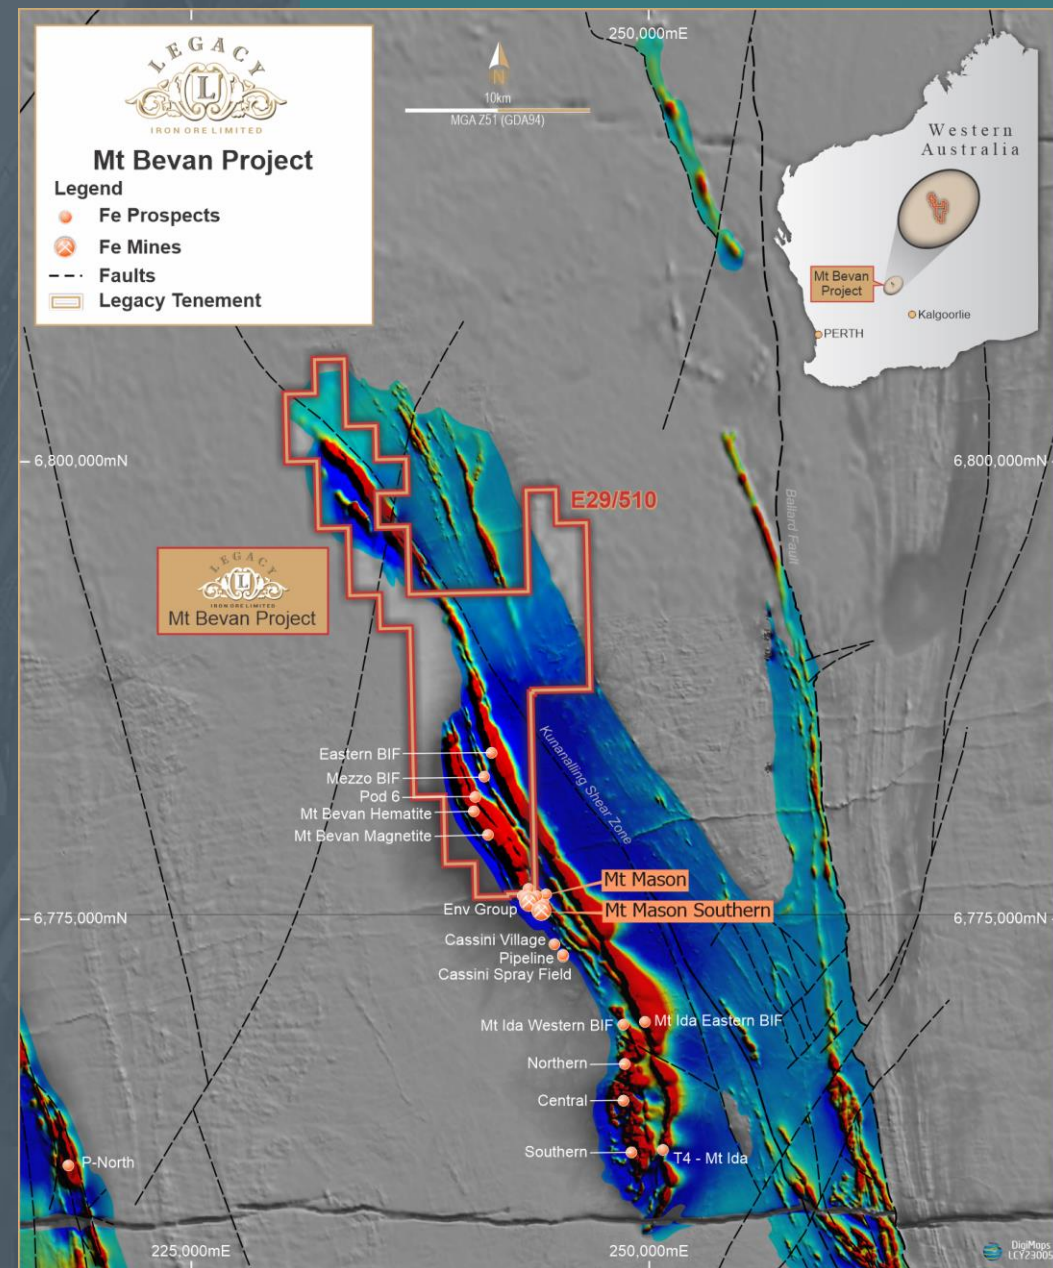 LEGACY
L
IRON ORE LIMITED
Mt Bevan Project
Legend
Fe Prospects
Fe Mines
Faults
Legacy Tenement
N
10km
MGA Z51 (GDA94)
250,000mE
Western
Australia
Mt Bevan
Project
Kalgoorlie
PERTH
6,800,000mN
6,800,000mN
E29/510
Ballard Fault
LEGACY
L
IRON ORE LIMITED
Mt Bevan Project
Kunanalling Shear Zone
Eastern BIF
Mezzo BIF
Pod 6
Mt Bevan Hematite
Mt Bevan Magnetite
Mt Mason
Env Group
Mt Mason Southern
6,775,000mN
6,775,000mN
Cassini Village
Pipeline
Cassini Spray Field
Mt Ida Western BIF
Mt Ida Eastern BIF
Northern
Central
Southern
T4 - Mt Ida
P-North
225,000mE
250,000mE
DigiMaps
LCY23005